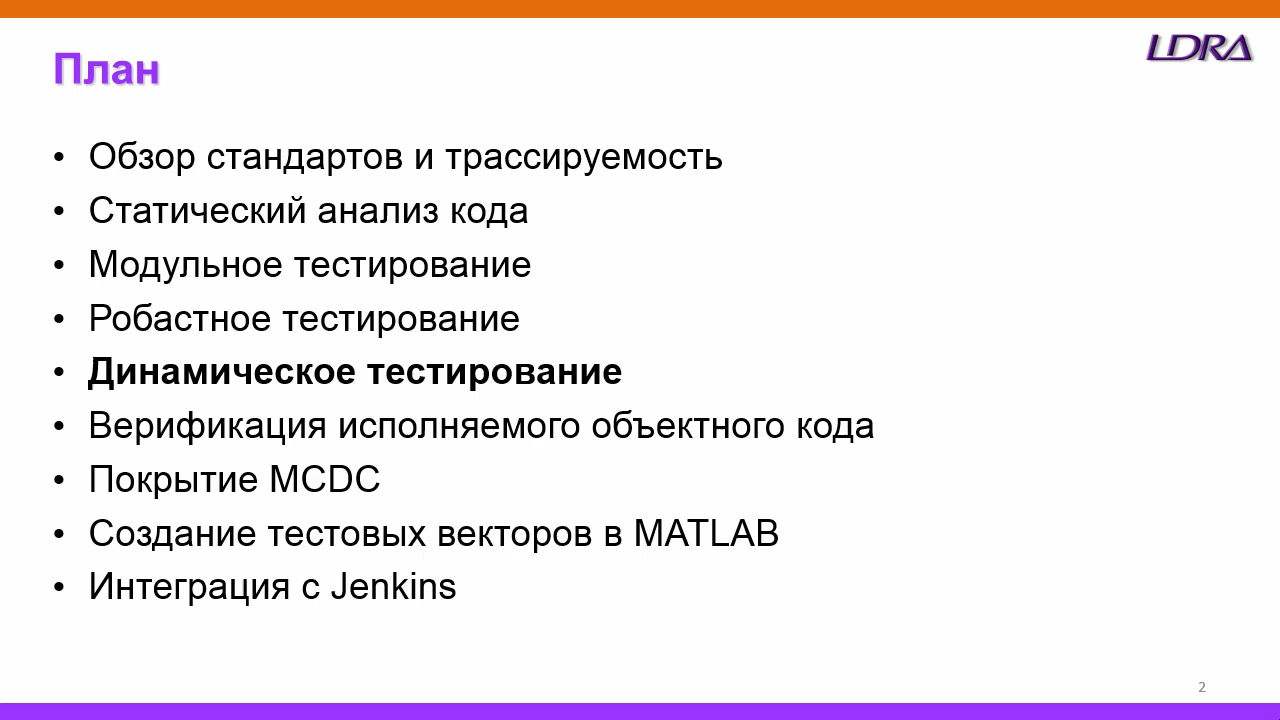 План
LDRA
• Обзор стандартов и трассируемость
• Статический анализ кода
• Модульное тестирование
• Робастное тестирование
• Динамическое тестирование
• Верификация исполняемого объектного кода
• Покрытие MCDC
• Создание тестовых векторов в MATLAB
• Интеграция с Jenkins
2